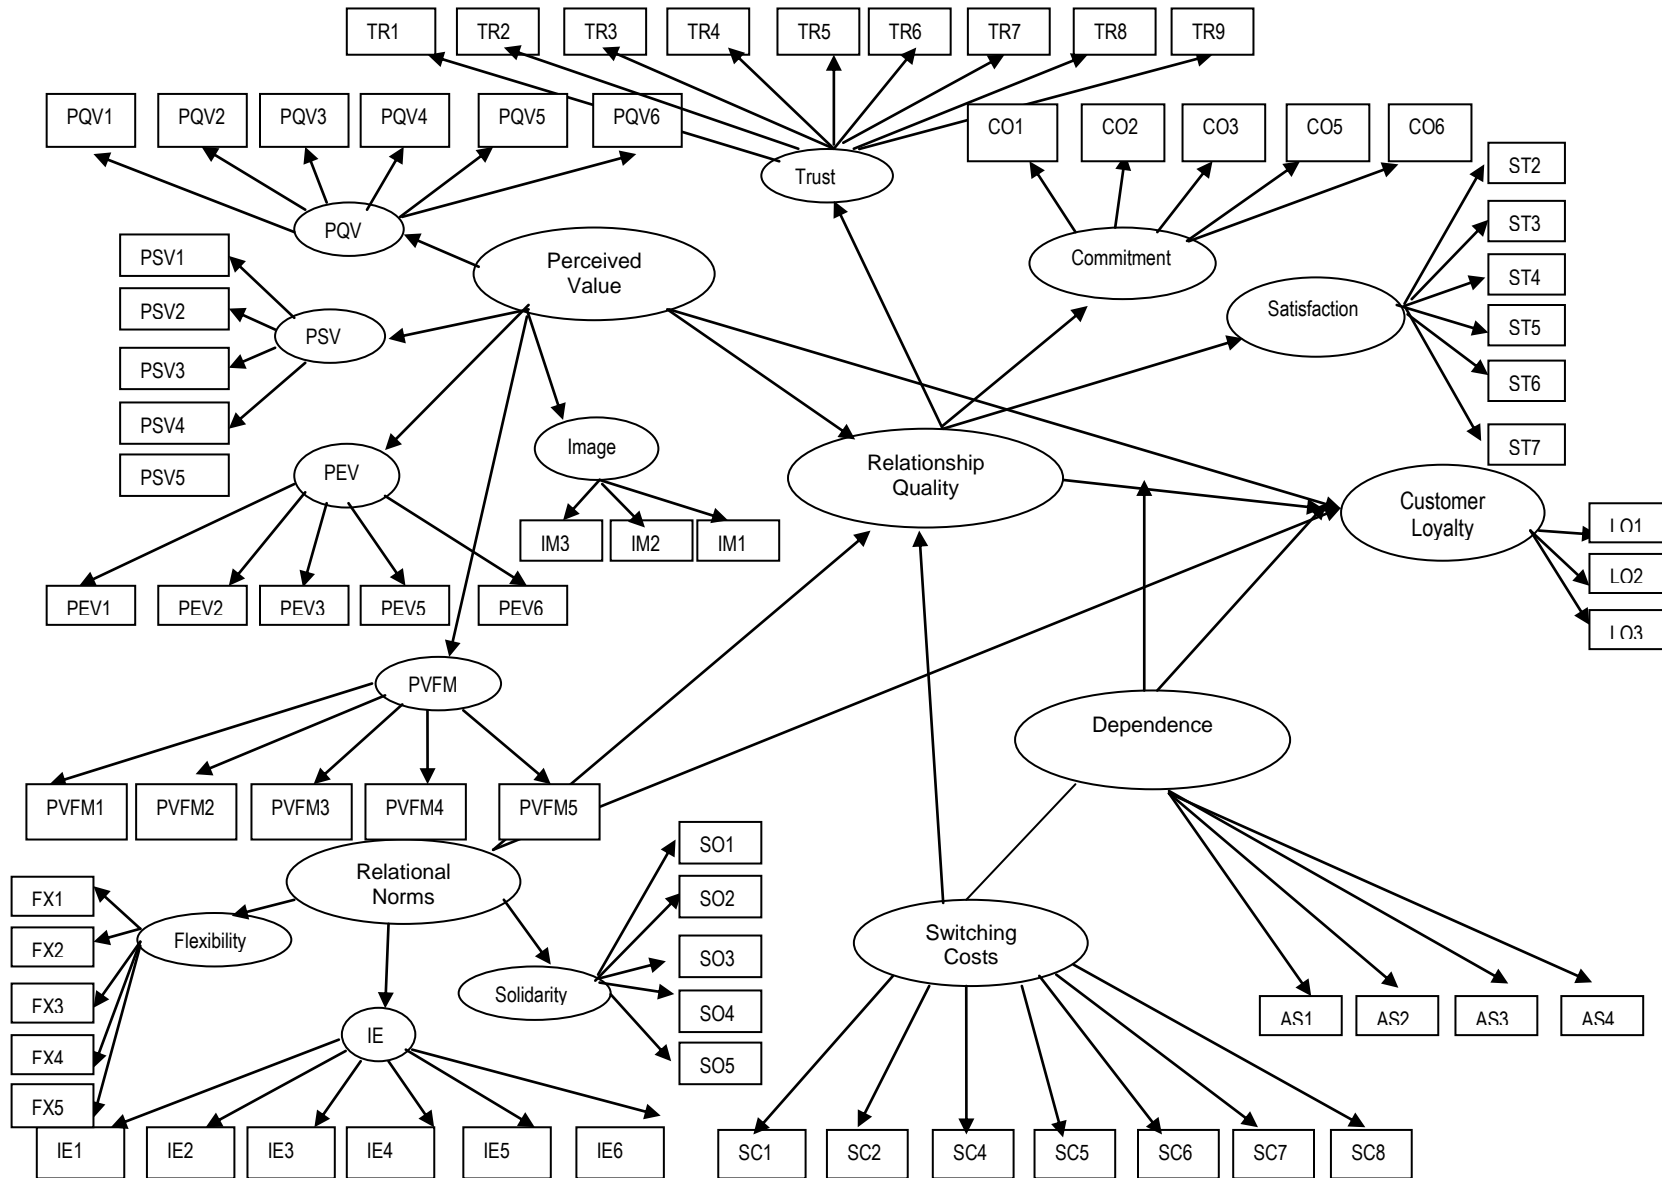 TR1
TR2
TR3
TR4
TR5
TR6
TR7
TR8
TR9
PQV1
PQV2
PQV3
PQV4
PQV5
PQV6
CO1
CO2
CO3
CO5
CO6
Trust
ST2
ST3
ST4
ST5
ST6
ST7
PQV
Perceived
Value
Commitment
Satisfaction
PSV1
PSV2
PSV3
PSV4
PSV5
PSV
PEV
Image
Relationship
Quality
Customer
Loyalty
IM3
IM2
IM1
LO1
LO2
LO3
PEV1
PEV2
PEV3
PEV5
PEV6
PVFM
Dependence
PVFM1
PVFM2
PVFM3
PVFM4
PVFM5
Relational
Norms
SO1
SO2
SO3
SO4
SO5
FX1
FX2
FX3
FX4
FX5
Flexibility
Solidarity
IE
Switching
Costs
AS1
AS2
AS3
AS4
IE1
IE2
IE3
IE4
IE5
IE6
SC1
SC2
SC4
SC5
SC6
SC7
SC8